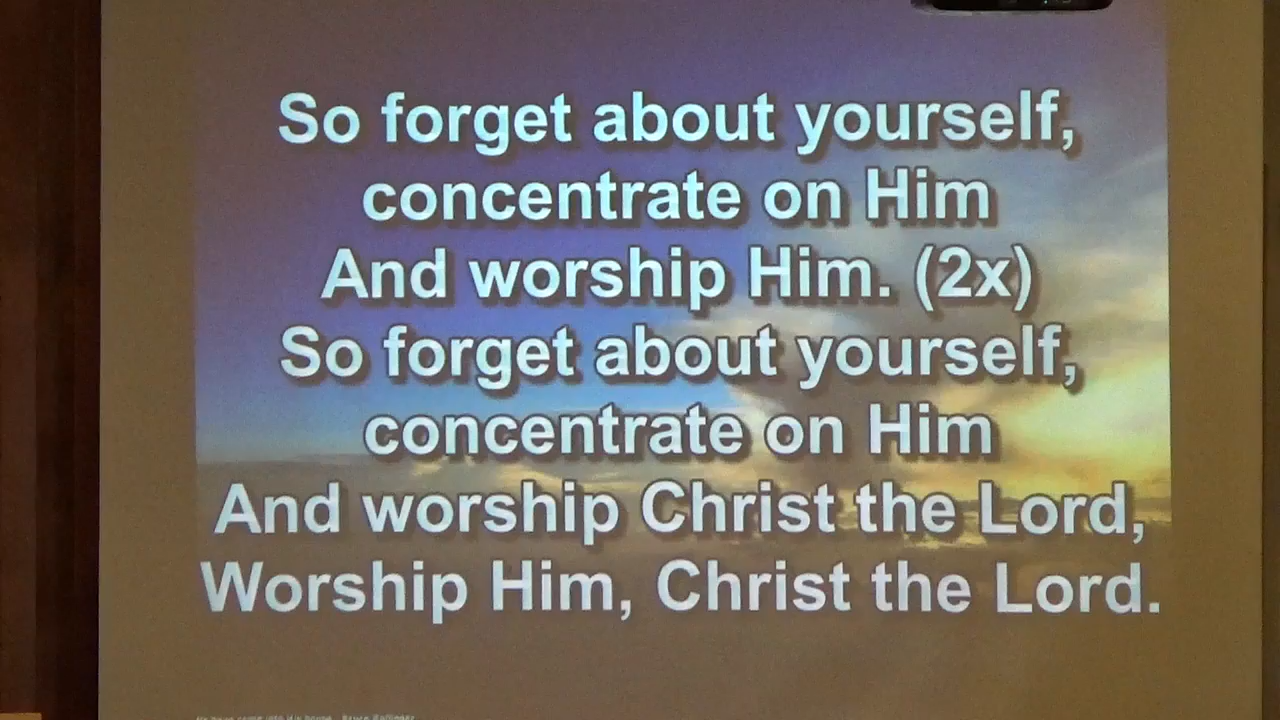 So forget about yourself,
concentrate on Him
And worship Him. (2x)
So forget about yourself,
concentrate on Him
And worship Christ the Lord,
Worship Him, Christ the Lord.